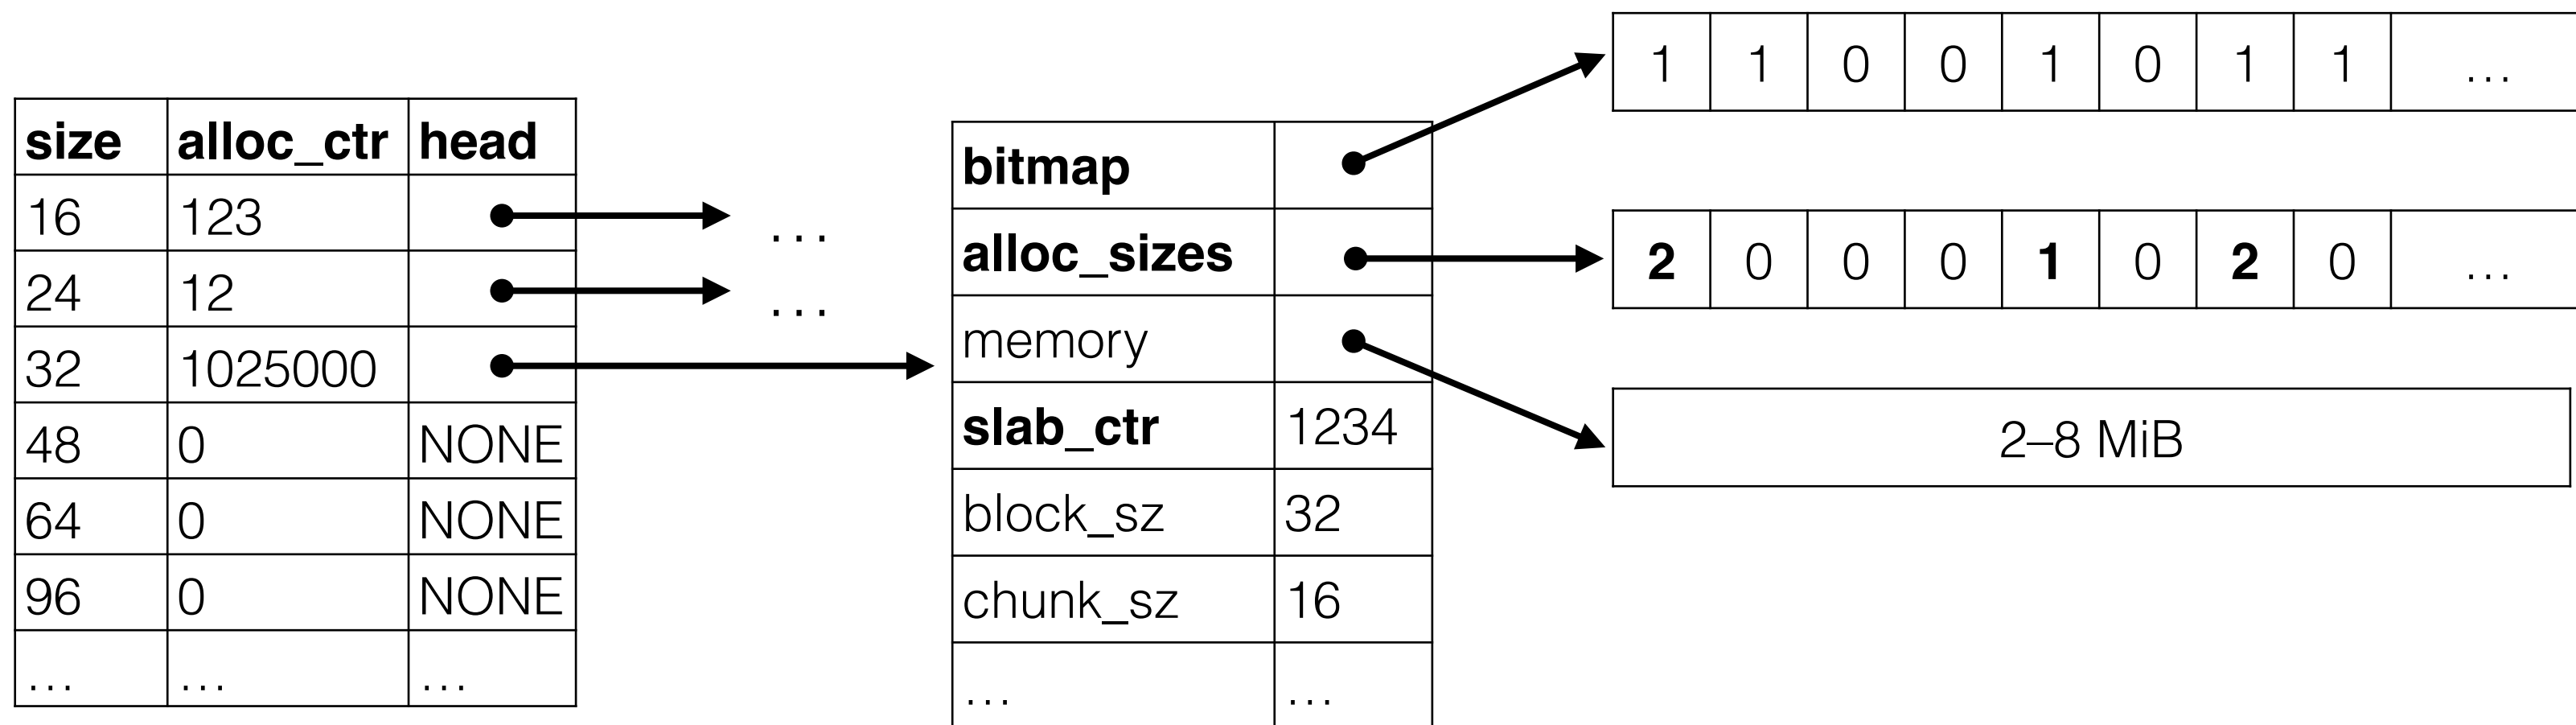 size alloc_ctr head
16 123
24 12
32 1025000
48 0 NONE
64 0 NONE
96 0 NONE
… … …
…
…
bitmap
alloc_sizes
memory
slab_ctr 1234
block_sz 32
chunk_sz 16
… …
1 1 0 0 1 0 1 1 …
2 0 0 0 1 0 2 0 …
2–8 MiB